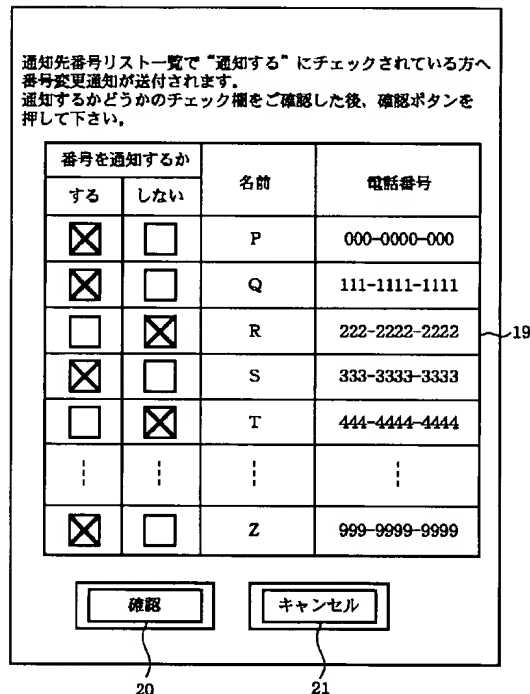 通知先番号リスト一覧で“通知する”にチェックされている方へ
番号変更通知が送付されます。
通知するかどうかのチェック欄をご確認した後、確認ボタンを
押して下さい。
番号を通知するか 名前 電話番号
する しない
P 000-0000-000
Q 111-1111-1111
R 222-2222-2222
19
S 333-3333-3333
T 444-4444-4444
Z 999-9999-9999
確認 キャンセル
20 21